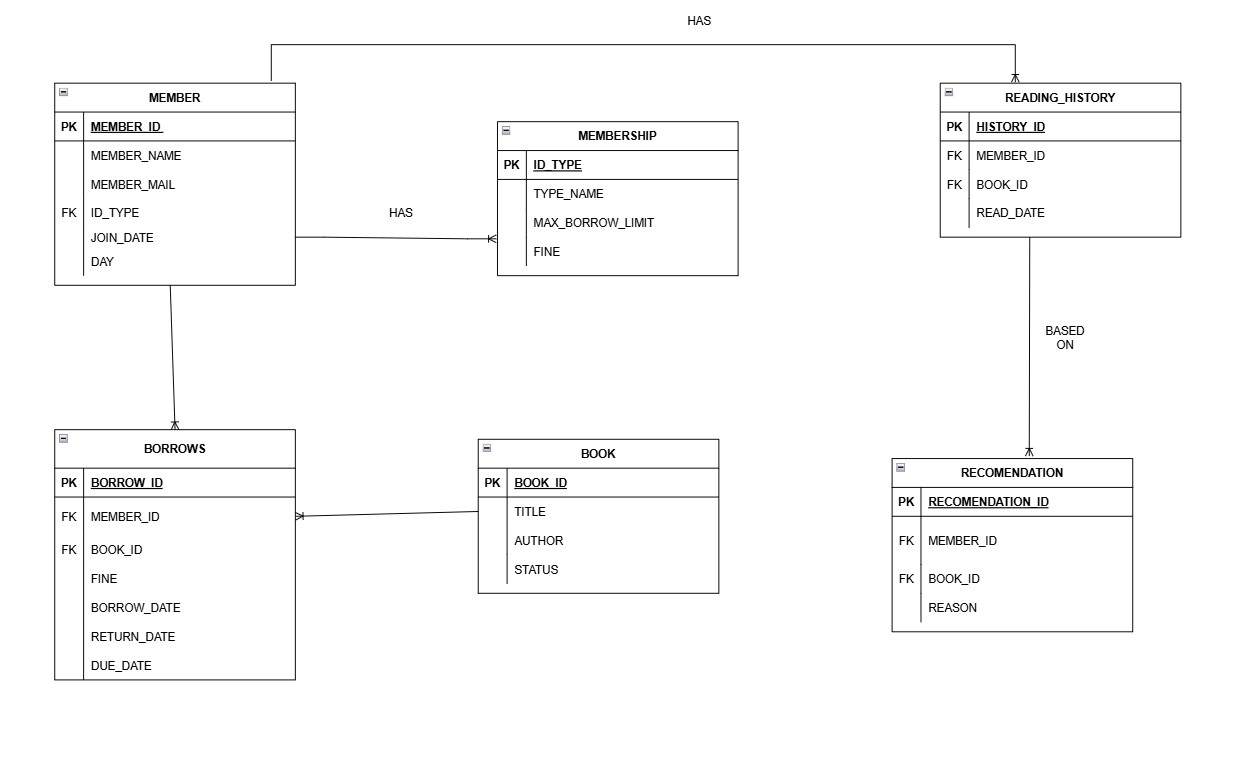 HAS
MEMBER
PK MEMBER_ID
MEMBER_NAME
MEMBER_MAIL
FK ID_TYPE
JOIN_DATE
DAY
HAS
MEMBERSHIP
PK ID_TYPE
TYPE_NAME
MAX_BORROW_LIMIT
FINE
READING_HISTORY
PK HISTORY_ID
FK MEMBER_ID
FK BOOK_ID
READ_DATE
BASED
ON
BORROWS
PK BORROW_ID
FK MEMBER_ID
FK BOOK_ID
FINE
BORROW_DATE
RETURN_DATE
DUE_DATE
BOOK
PK BOOK_ID
TITLE
AUTHOR
STATUS
RECOMENDATION
PK RECOMENDATION_ID
FK MEMBER_ID
FK BOOK_ID
REASON